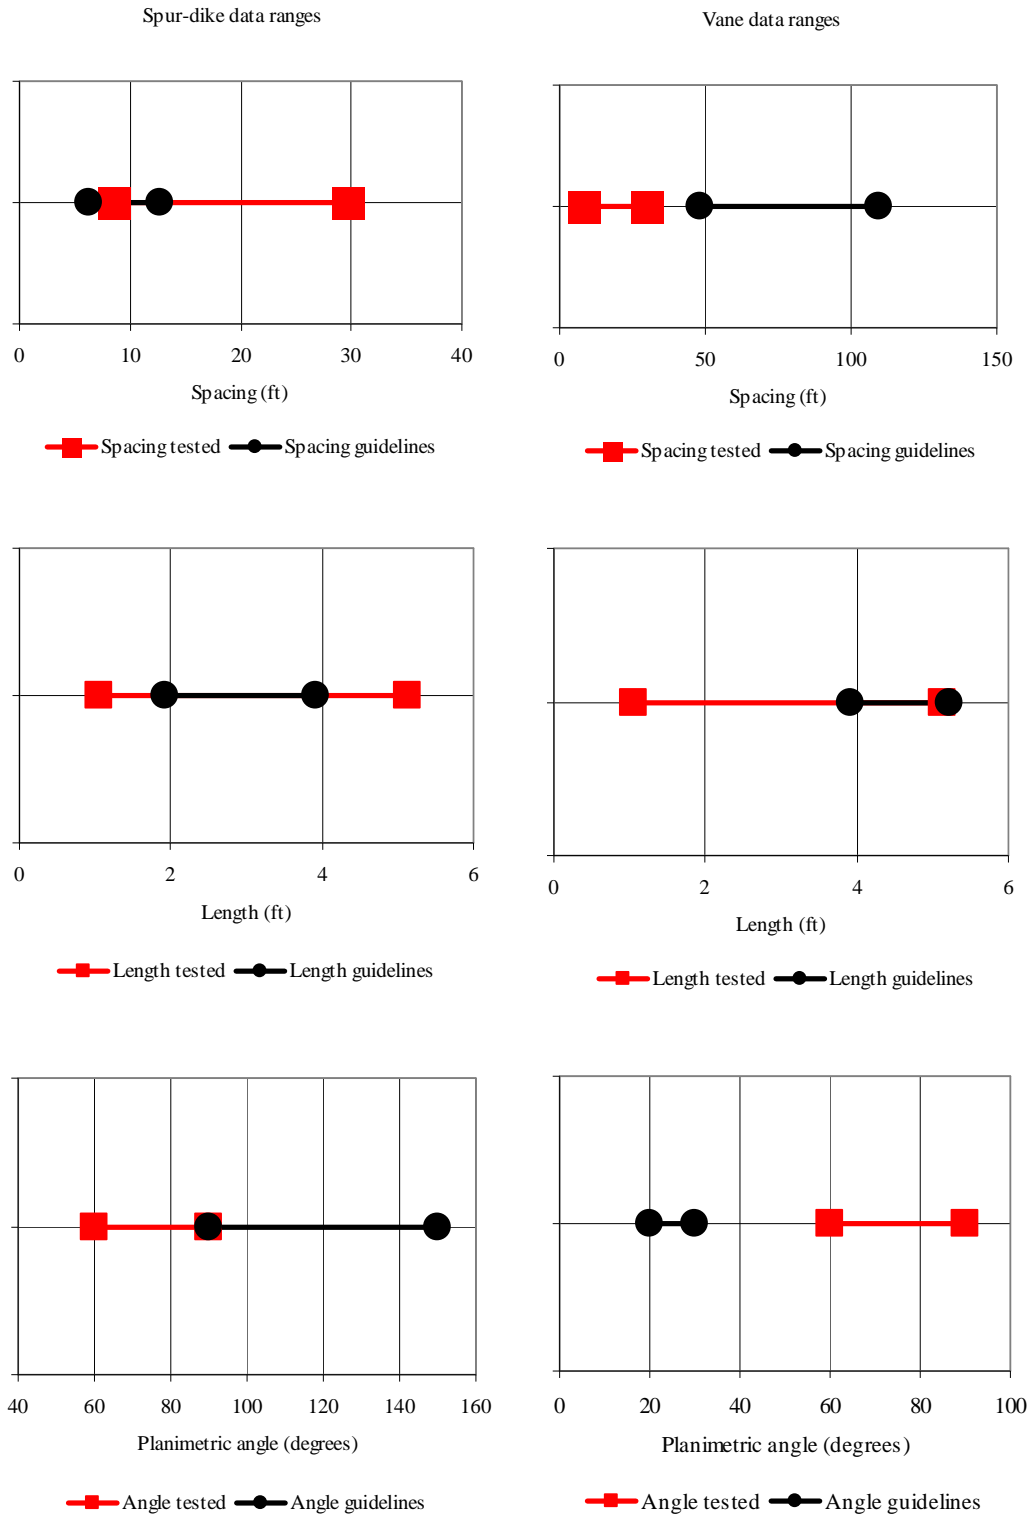 Spur-dike data ranges
Vane data ranges
0 10 20 30 40
Spacing (ft)
Spacing tested Spacing guidelines
0 50 100 150
Spacing (ft)
Spacing tested Spacing guidelines
0 2 4 6
Length (ft)
Length tested Length guidelines
0 2 4 6
Length (ft)
Length tested Length guidelines
40 60 80 100 120 140 160
Planimetric angle (degrees)
Angle tested Angle guidelines
0 20 40 60 80 100
Planimetric angle (degrees)
Angle tested Angle guidelines